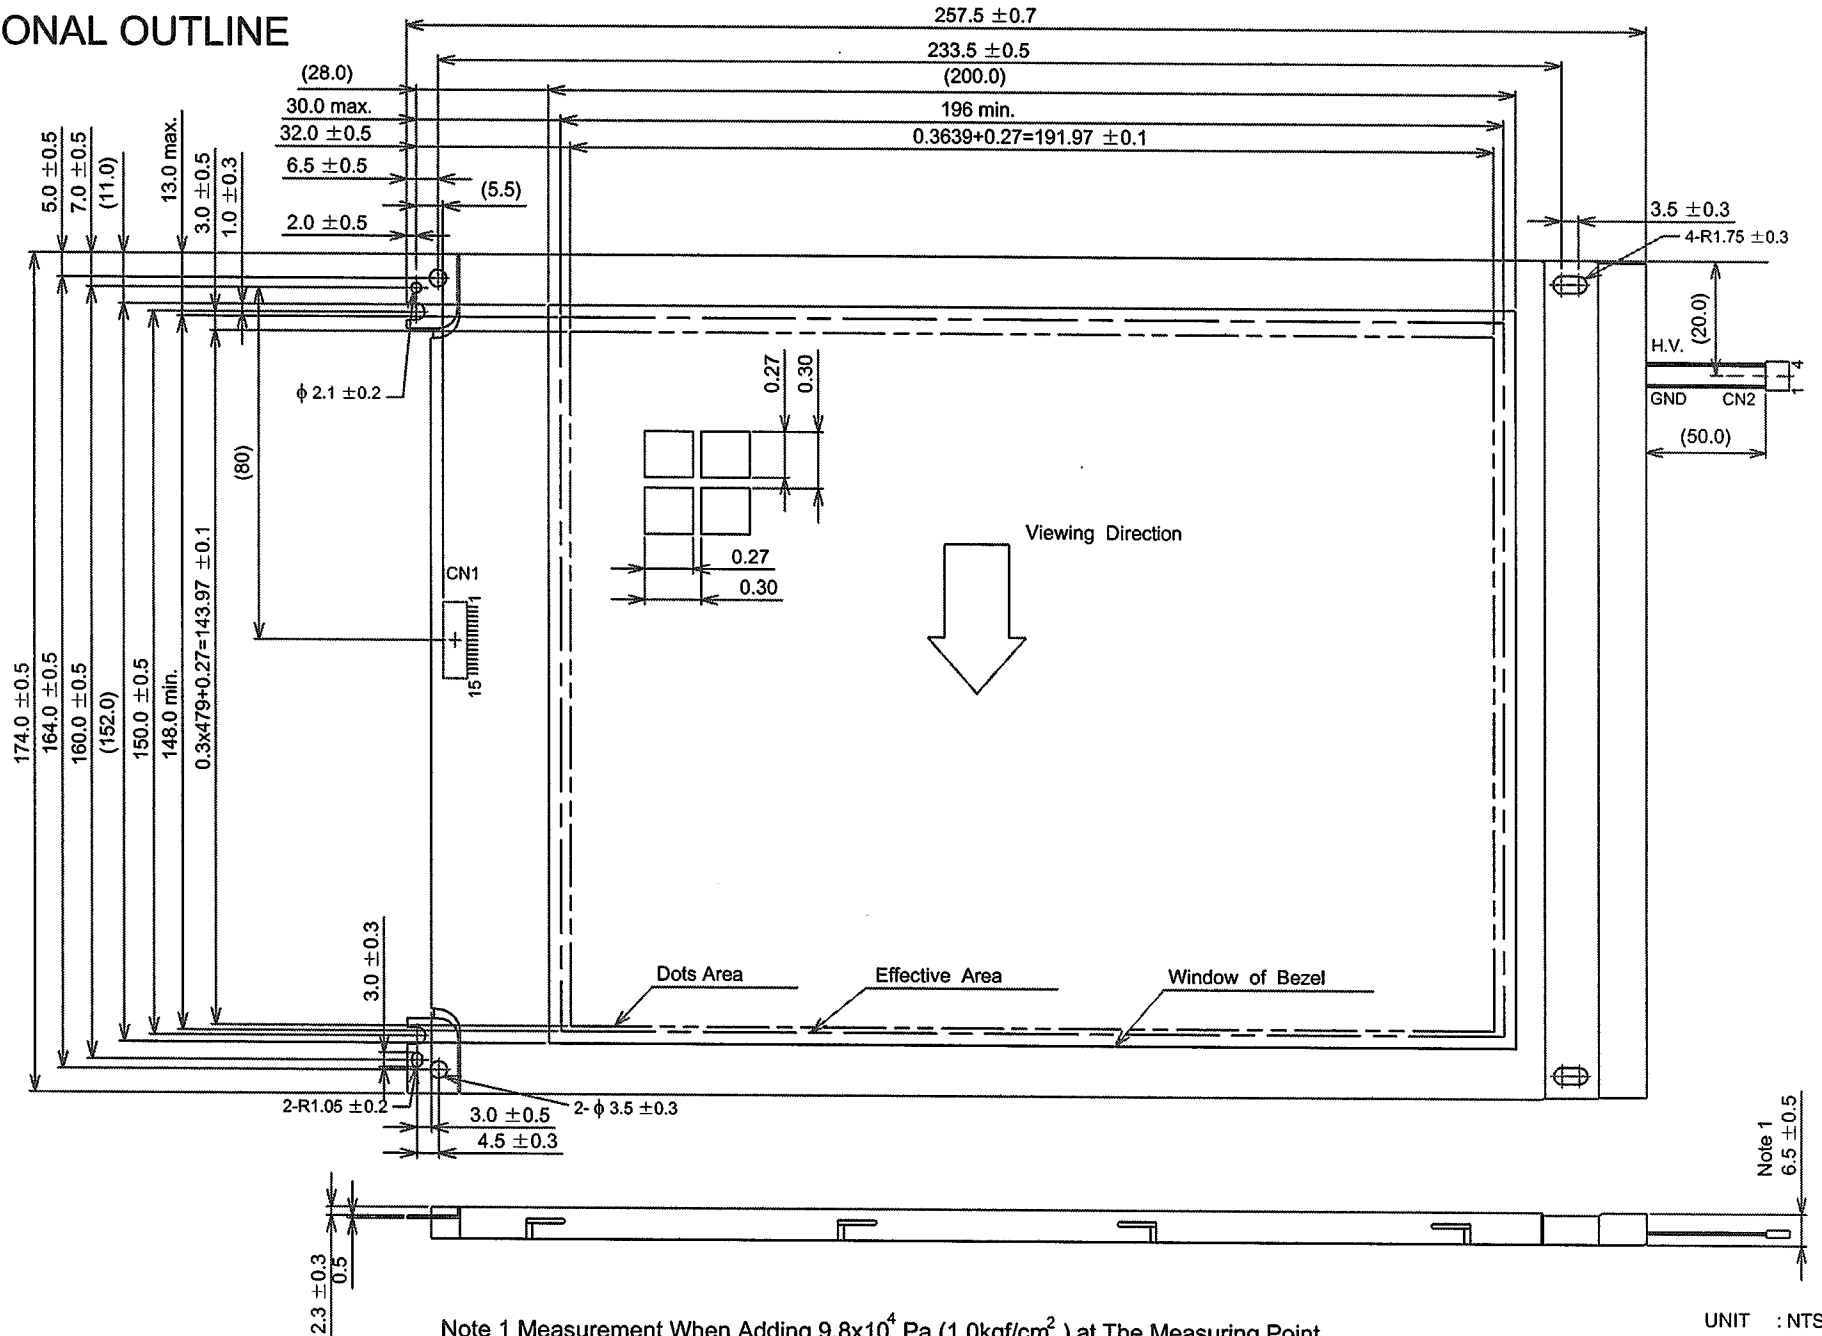 ONAL OUTLINE
257.5 ±0.7
233.5 ±0.5
(28.0)
(200.0)
30.0 max.
196 min.
32.0 ±0.5
0.3639+0.27=191.97 ±0.1
6.5 ±0.5
(5.5)
2.0 ±0.5
5.0 ±0.5
7.0 ±0.5
(11.0)
13.0 max.
3.0 ±0.5
1.0 ±0.3
3.5 ±0.3
4-R1.75 ±0.3
(20.0)
H.V.
4
1
GND CN2
(50.0)
ϕ 2.1 ±0.2
(80)
0.27
0.30
0.27
0.30
Viewing Direction
CN1
1
15
174.0 ±0.5
164.0 ±0.5
160.0 ±0.5
(152.0)
150.0 ±0.5
148.0 min.
0.3x479+0.27=143.97 ±0.1
3.0 ±0.3
Dots Area
Effective Area
Window of Bezel
2-R1.05 ±0.2
3.0 ±0.5
2- ϕ 3.5 ±0.3
4.5 ±0.3
Note 1
6.5 ±0.5
2.3 ±0.3
0.5
Note 1 Measurement When Adding 9.8x10⁴ Pa (1.0kgf/cm² ) at The Measuring Point
UNIT : NTS